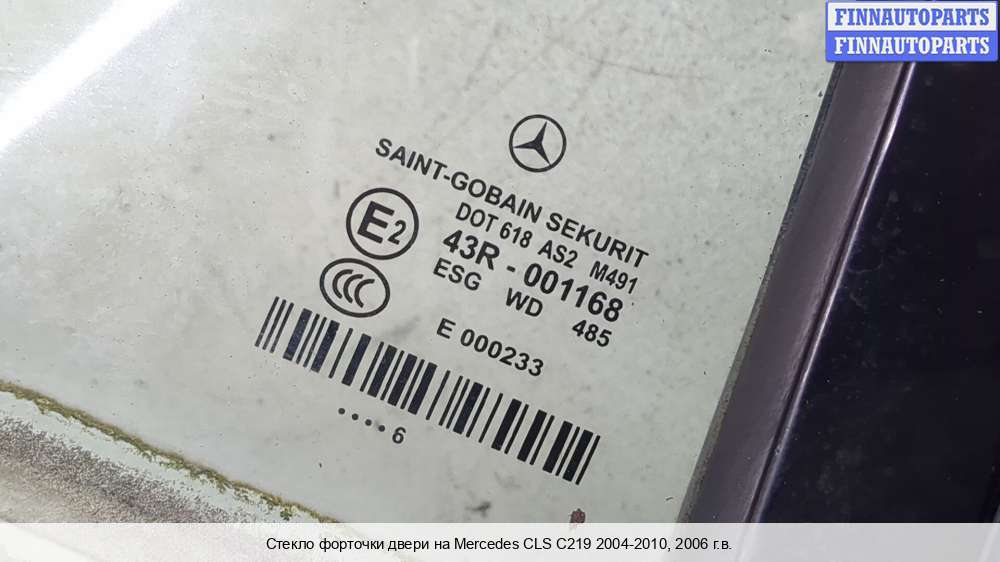 FINNAUTOPARTS
FINNAUTOPARTS
SAINT-GOBAIN SEKURIT
DOT 618 AS2 M491
E2
43R - 001168
CCC
ESG WD 485
E 000233
.... 6
Стекло форточки двери на Mercedes CLS C219 2004-2010, 2006 г.в.